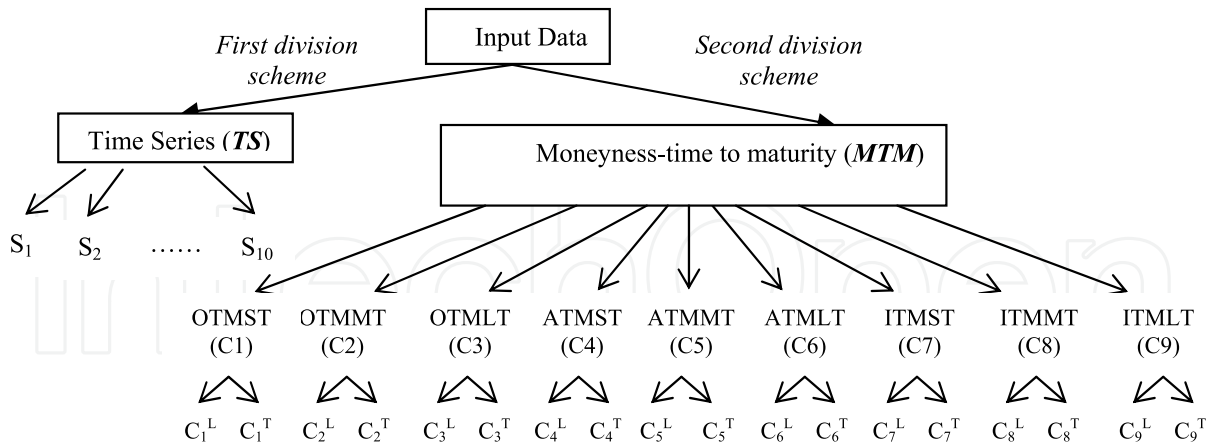 Input Data
First division
scheme
Second division
scheme
Time Series (TS)
Moneyness-time to maturity (MTM)
S₁ S₂ …… S₁₀
OTMST OTMMT OTMLT ATMST ATMMT ATMLT ITMST ITMMT ITMLT
(C1) (C2) (C3) (C4) (C5) (C6) (C7) (C8) (C9)
C₁ᴸ C₁ᵀ C₂ᴸ C₂ᵀ C₃ᴸ C₃ᵀ C₄ᴸ C₄ᵀ C₅ᴸ C₅ᵀ C₆ᴸ C₆ᵀ C₇ᴸ C₇ᵀ C₈ᴸ C₈ᵀ C₉ᴸ C₉ᵀ
IntechOpen